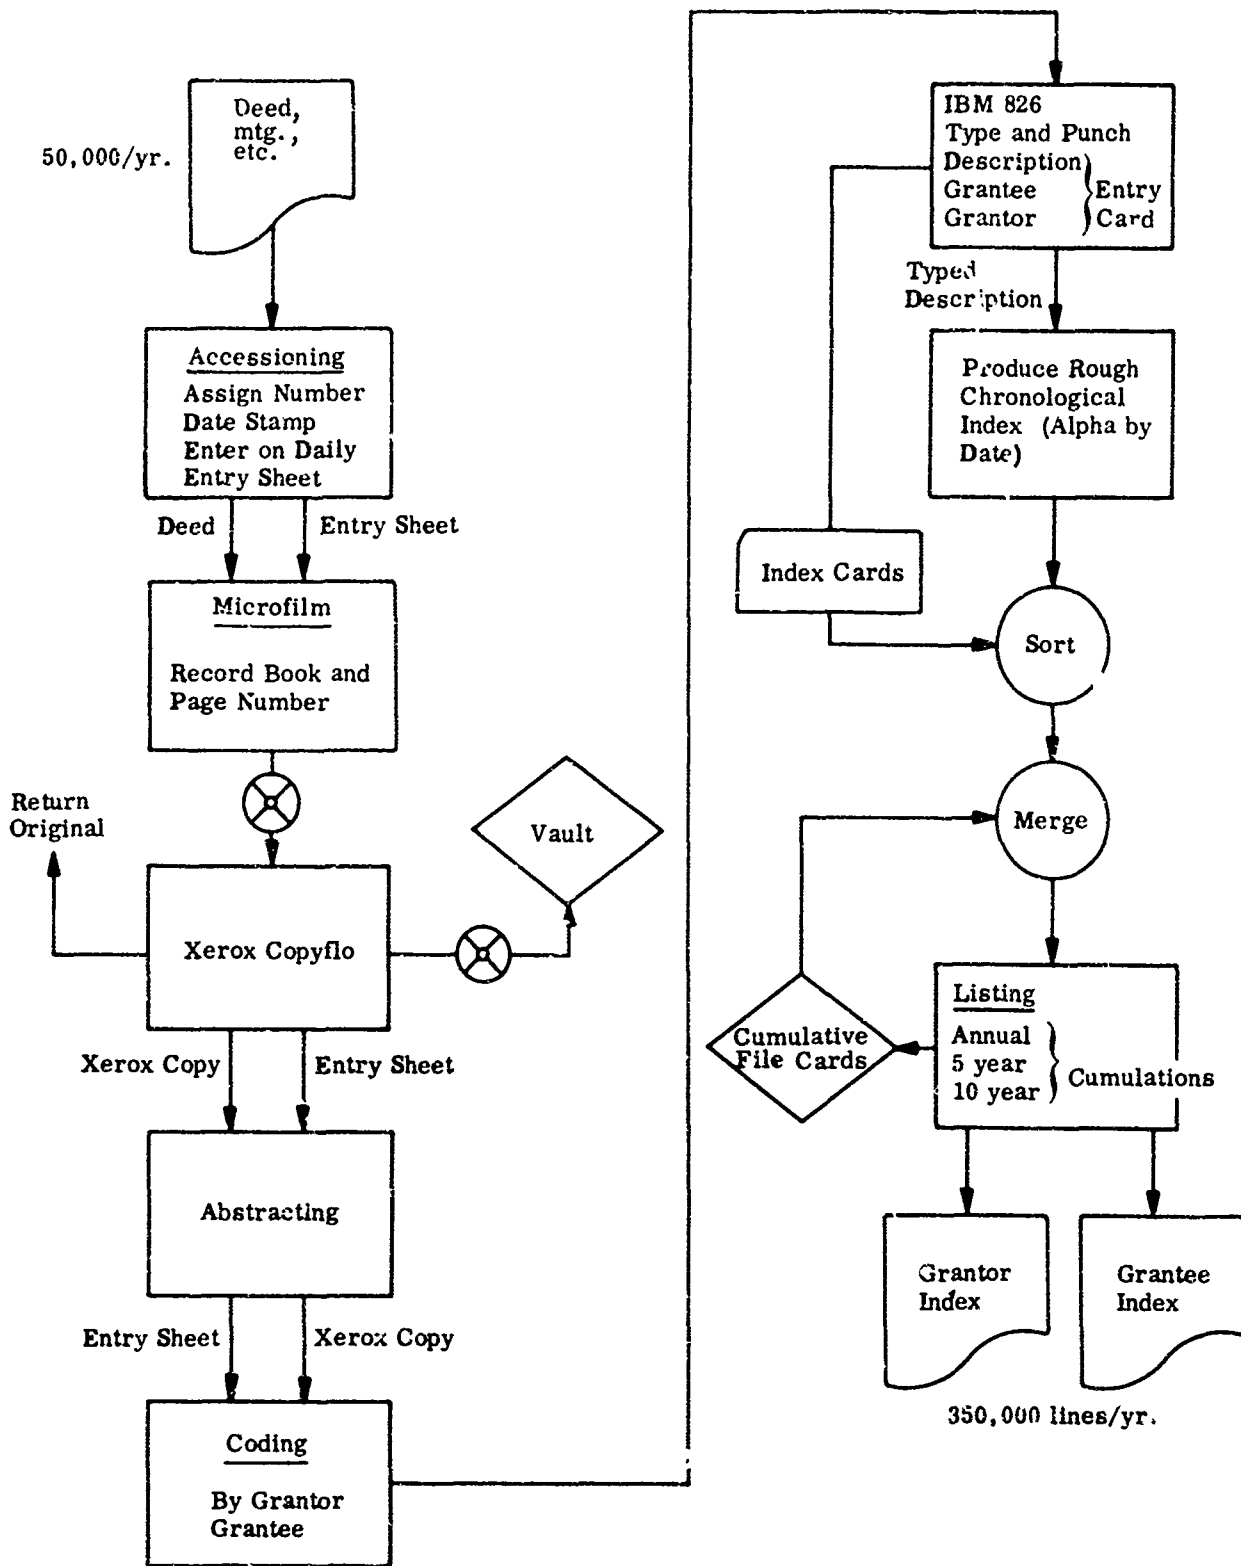 Deed,
mtg.,
etc.
50,000/yr.
Accessioning
Assign Number
Date Stamp
Enter on Daily
Entry Sheet
Deed
Entry Sheet
Microfilm
Record Book and
Page Number
Return
Original
Vault
Xerox Copyflo
Xerox Copy
Entry Sheet
Abstracting
Entry Sheet
Xerox Copy
Coding
By Grantor
Grantee
IBM 826
Type and Punch
Description
Grantee
Grantor
Entry
Card
Typed
Description
Produce Rough
Chronological
Index (Alpha by
Date)
Index Cards
Sort
Merge
Listing
Annual
5 year
10 year
Cumulations
Cumulative
File Cards
Grantor
Index
Grantee
Index
350,000 lines/yr.